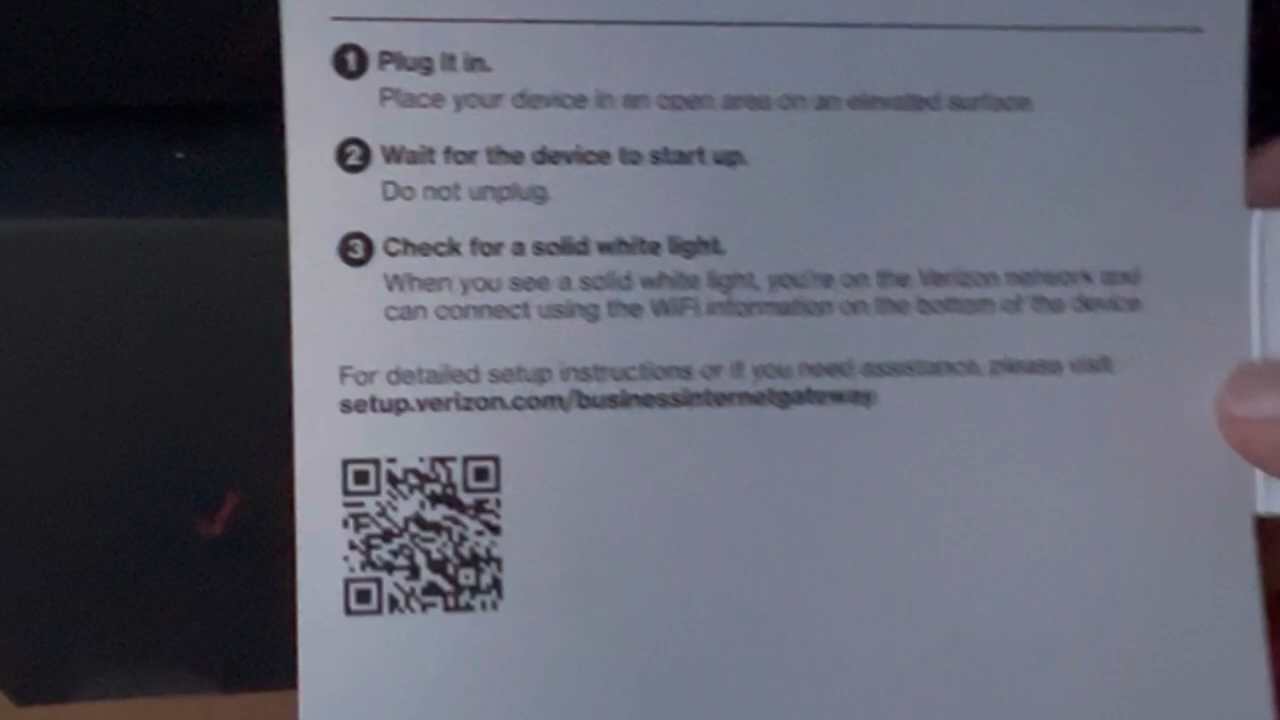 1 Plug it in.
Place your device in an open area on an elevated surface.
2 Wait for the device to start up.
Do not unplug.
3 Check for a solid white light.
When you see a solid white light, you're on the Verizon network and
can connect using the WiFi information on the bottom of the device.
For detailed setup instructions or if you need assistance, please visit
setup.verizon.com/businessinternetgateway.